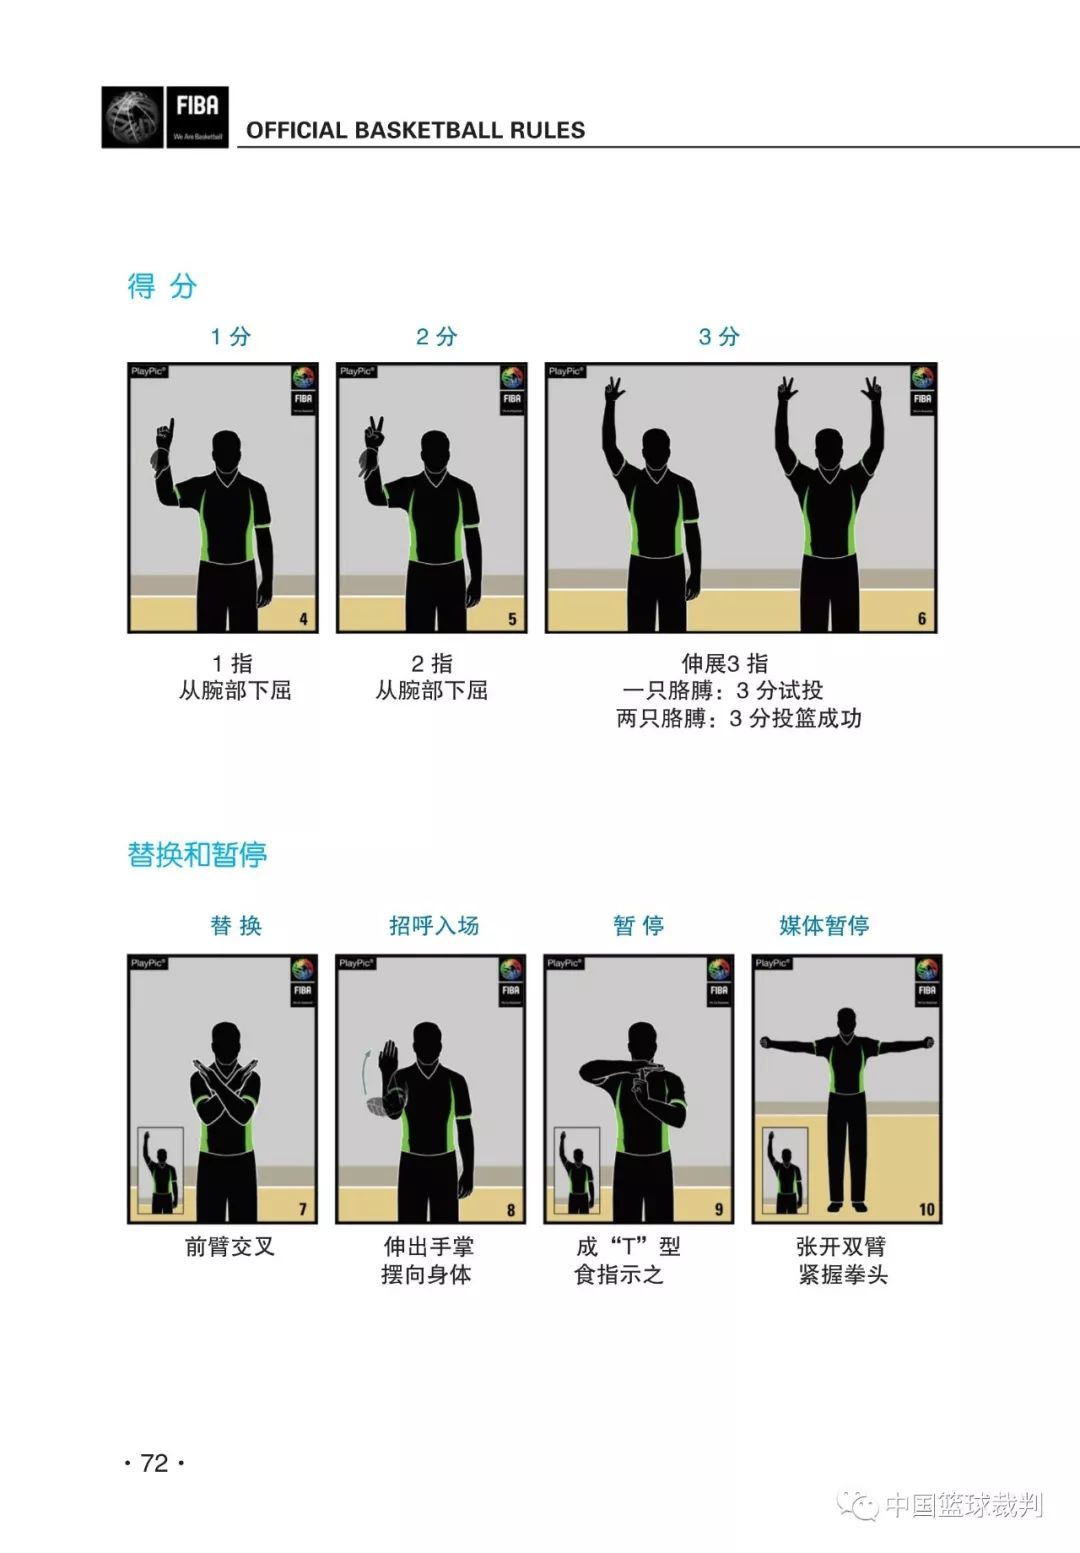 FIBA
We Are Basketball
OFFICIAL BASKETBALL RULES
得 分
1 分
2 分
3 分
PlayPic®
FIBA
4
PlayPic®
FIBA
5
PlayPic®
FIBA
6
1 指
从腕部下屈
2 指
从腕部下屈
伸展3 指
一只胳膊：3 分试投
两只胳膊：3 分投篮成功
替换和暂停
替 换
招呼入场
暂 停
媒体暂停
PlayPic®
FIBA
7
PlayPic®
FIBA
8
PlayPic®
FIBA
9
PlayPic®
FIBA
10
前臂交叉
伸出手掌
摆向身体
成“T”型
食指示之
张开双臂
紧握拳头
·72·
中国篮球裁判